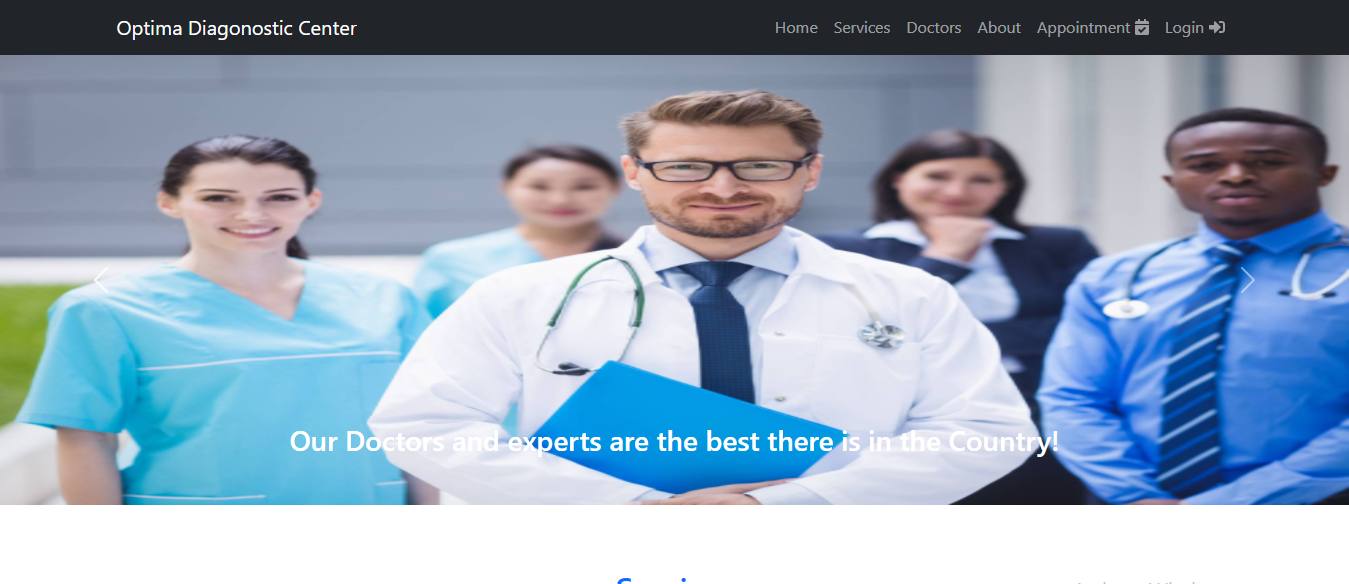 Optima Diagonostic Center
Home Services Doctors About Appointment Login
Our Doctors and experts are the best there is in the Country!